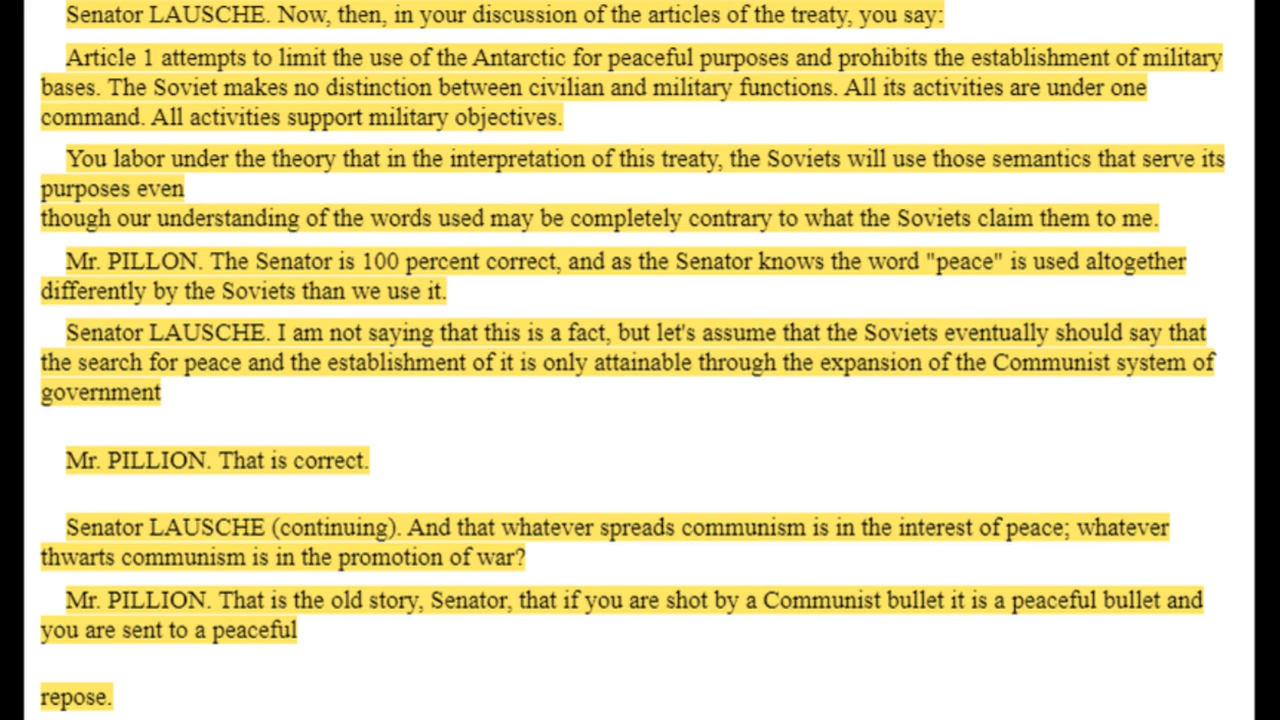 Senator LAUSCHE. Now, then, in your discussion of the articles of the treaty, you say:
Article 1 attempts to limit the use of the Antarctic for peaceful purposes and prohibits the establishment of military
bases. The Soviet makes no distinction between civilian and military functions. All its activities are under one
command. All activities support military objectives.
You labor under the theory that in the interpretation of this treaty, the Soviets will use those semantics that serve its
purposes even
though our understanding of the words used may be completely contrary to what the Soviets claim them to me.
Mr. PILLON. The Senator is 100 percent correct, and as the Senator knows the word "peace" is used altogether
differently by the Soviets than we use it.
Senator LAUSCHE. I am not saying that this is a fact, but let's assume that the Soviets eventually should say that
the search for peace and the establishment of it is only attainable through the expansion of the Communist system of
government
Mr. PILLION. That is correct.
Senator LAUSCHE (continuing). And that whatever spreads communism is in the interest of peace; whatever
thwarts communism is in the promotion of war?
Mr. PILLION. That is the old story, Senator, that if you are shot by a Communist bullet it is a peaceful bullet and
you are sent to a peaceful
repose.